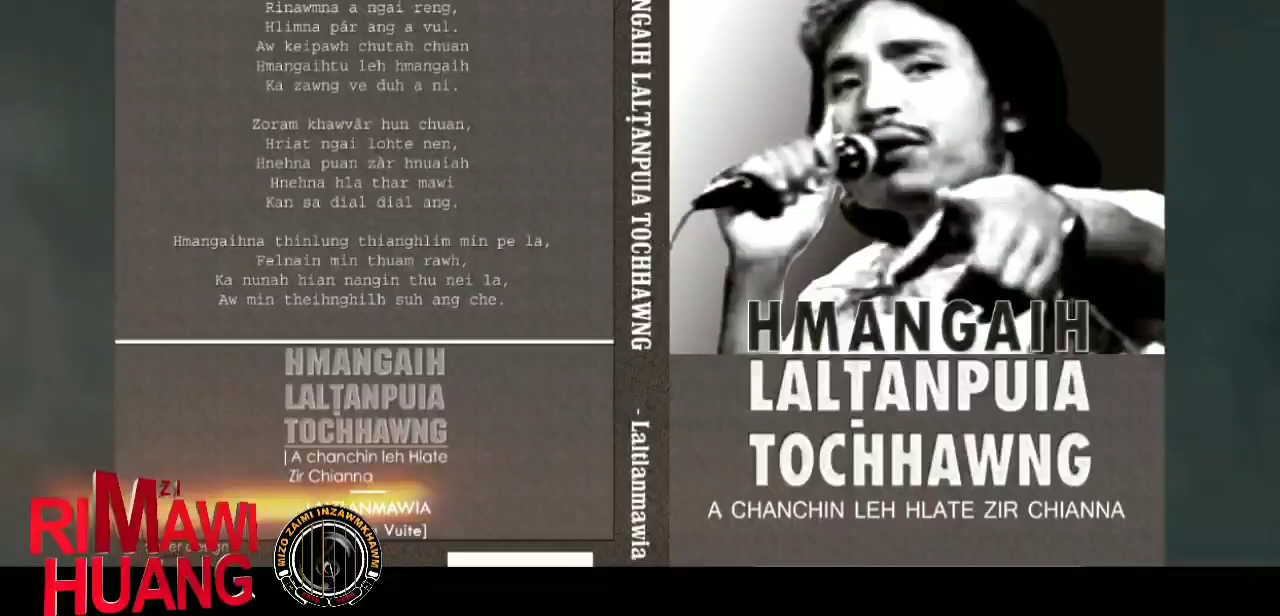 Rinawmna a ngai reng,
Hlimna pár ang a vul.
Aw keipawh chutah chuan
Hmangaihtu leh hmangaih
Ka zawng ve duh a ni.
Zoram khawvâr hun chuan,
Hriat ngai lohte nen,
Hnehna puan zàr hnuaiah
Hnehna hla thar mawi
Kan sa dial dial ang.
Hmangaihna thinlung thianghlim min pe la,
Felnain min thuam rawh,
Ka nunah hian nangin thu nei la,
Aw min theihnghilh suh ang che.
HMANGAIH
LALṬANPUIA
TOCHHAWNG
A chanchin leh Hlate
Zir Chianna
Vuite]
LALṬANPUIA TOCHHAWNG - Laltlanmawia
HMANGAIH
LALṬANPUIA
TOCHHAWNG
A CHANCHIN LEH HLATE ZIR CHIANNA
ZI
RIMAWI
HUANG
MIZO ZAIMI INZAWMKHAWM